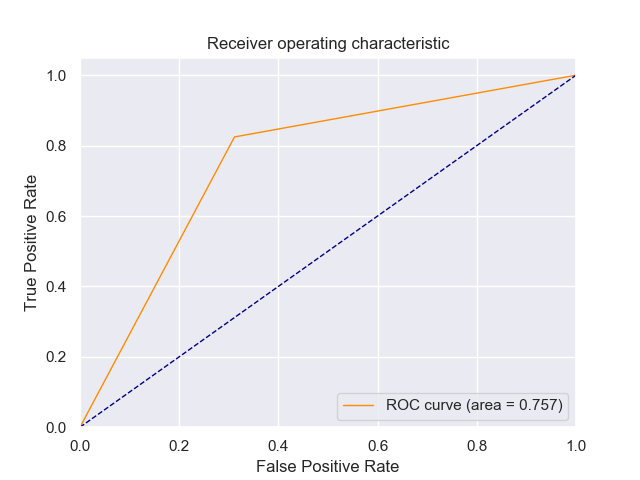 Receiver operating characteristic
1.0
0.8
0.6
0.4
0.2
0.0
True Positive Rate
ROC curve (area = 0.757)
0.0 0.2 0.4 0.6 0.8 1.0
False Positive Rate